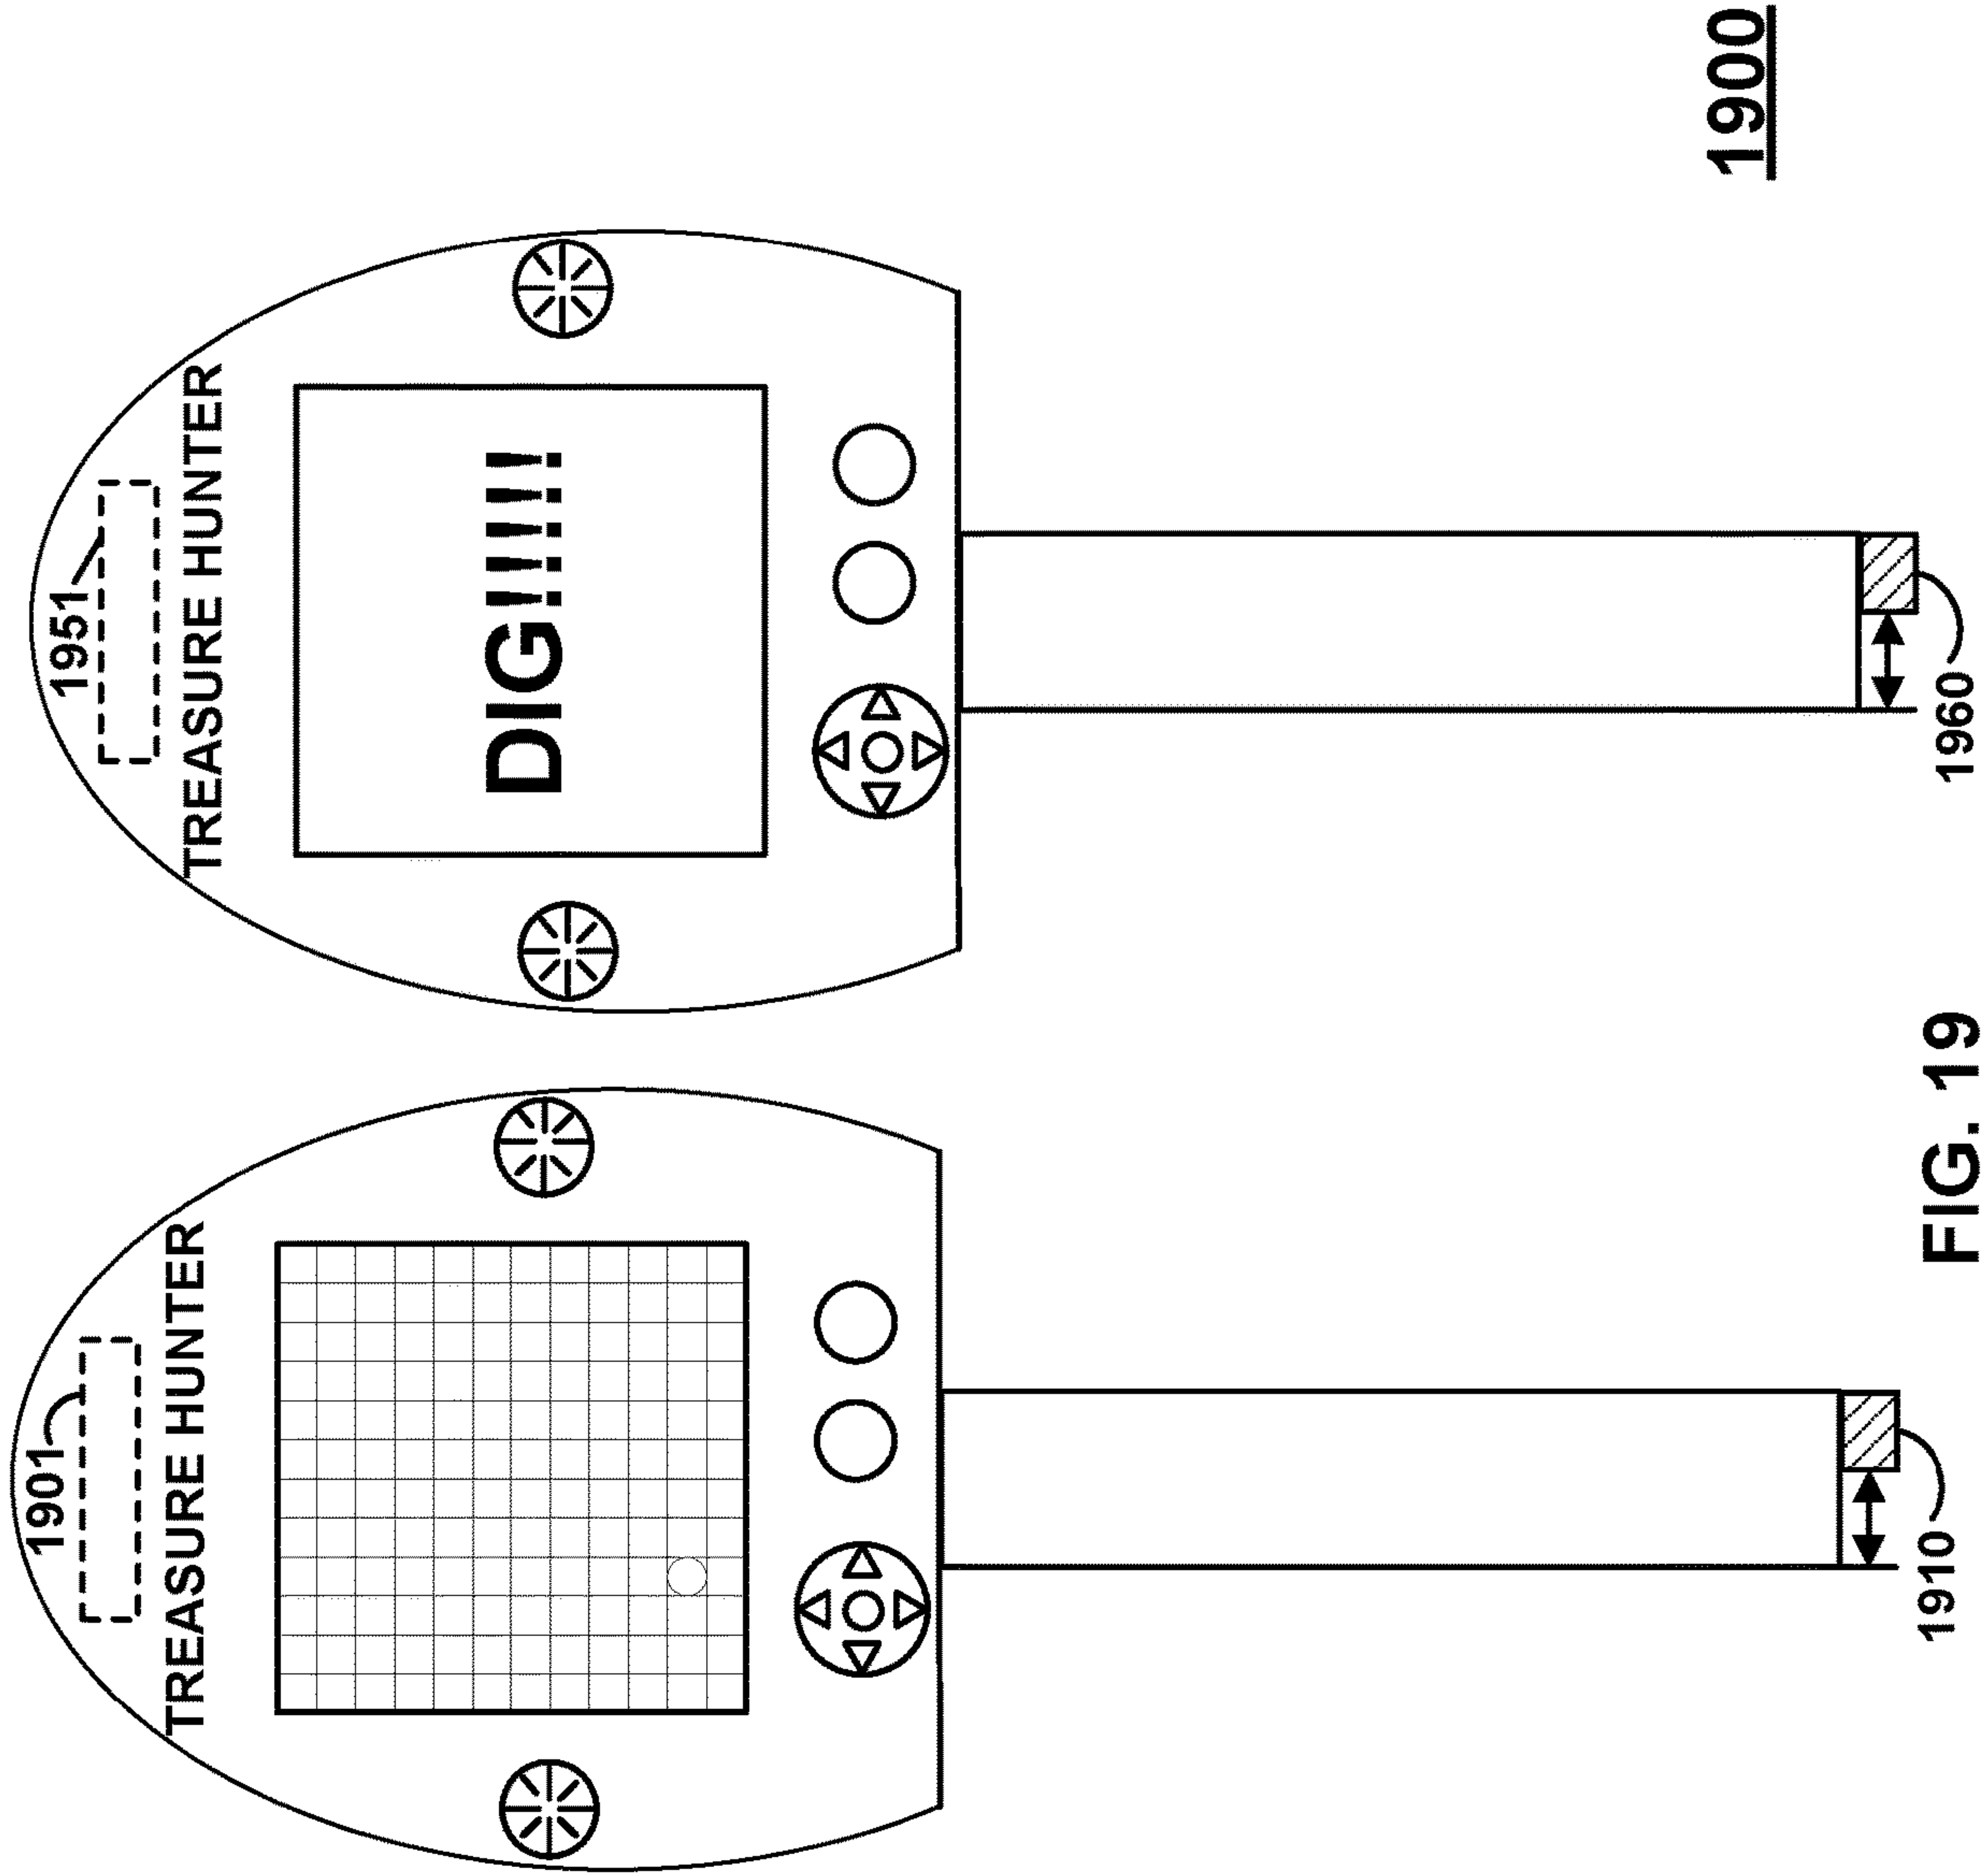 1901
TREASURE HUNTER
1910
1951
TREASURE HUNTER
DIG!!!!!
1960
1900
FIG. 19